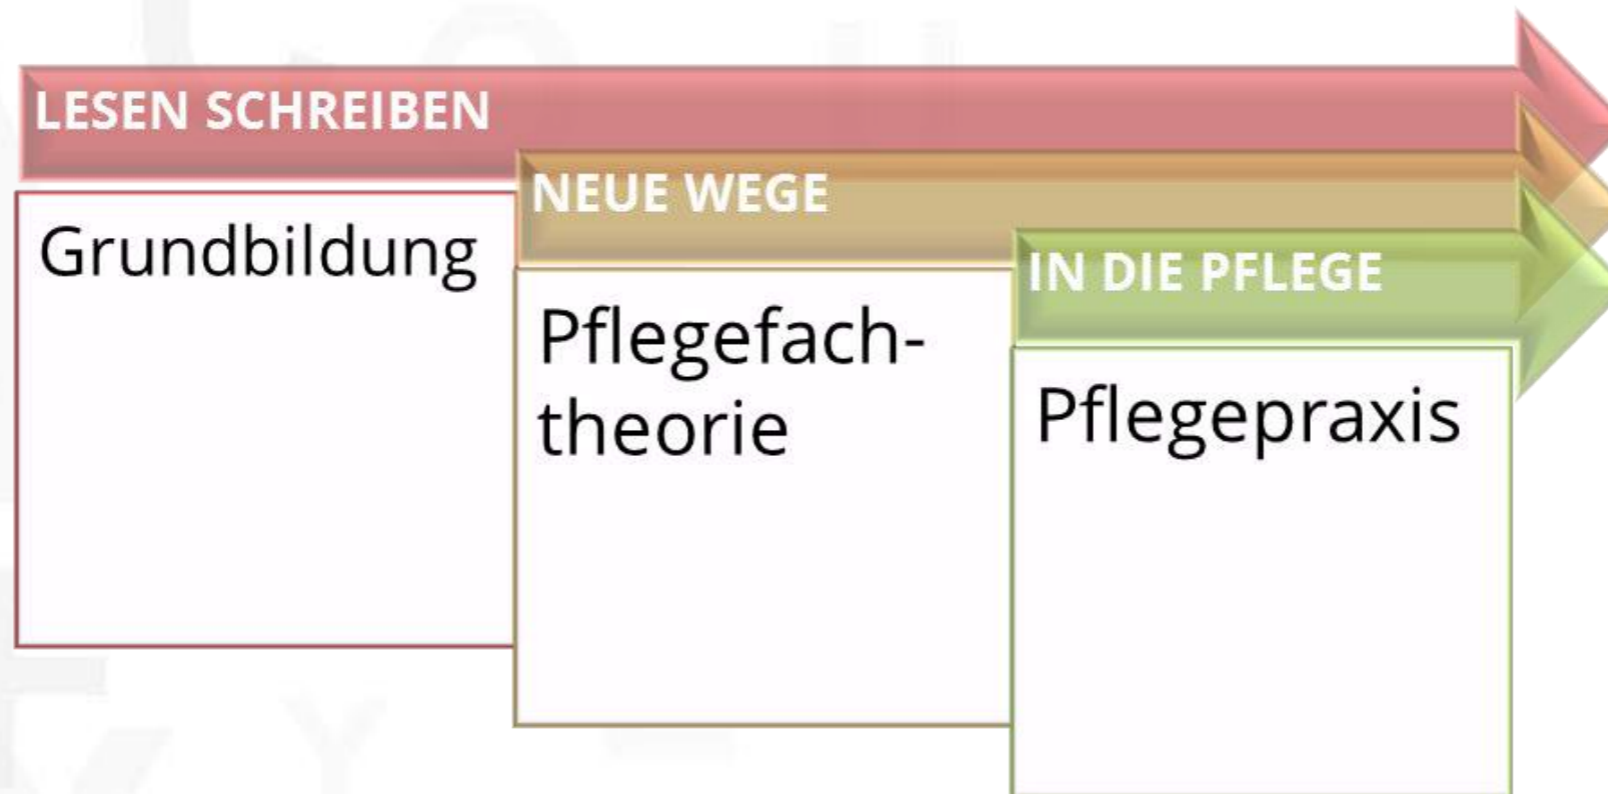 LESEN SCHREIBEN
Grundbildung
NEUE WEGE
Pflegefach-
theorie
IN DIE PFLEGE
Pflegepraxis